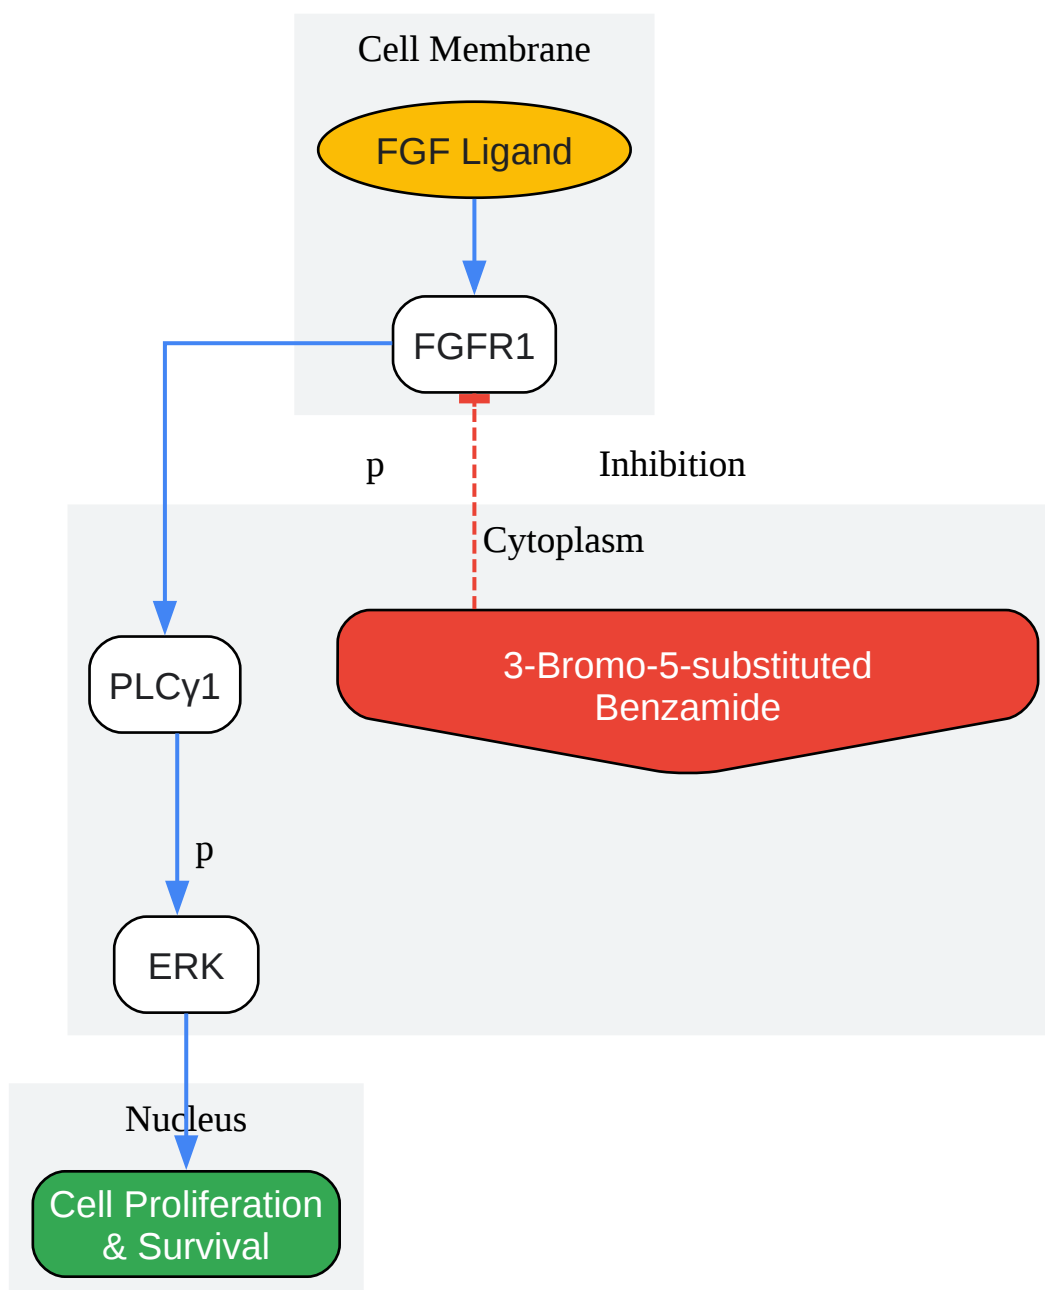 Cell Membrane
FGF Ligand
FGFR1
p
Inhibition
Cytoplasm
3-Bromo-5-substituted
Benzamide
PLCγ1
p
ERK
Nucleus
Cell Proliferation
& Survival